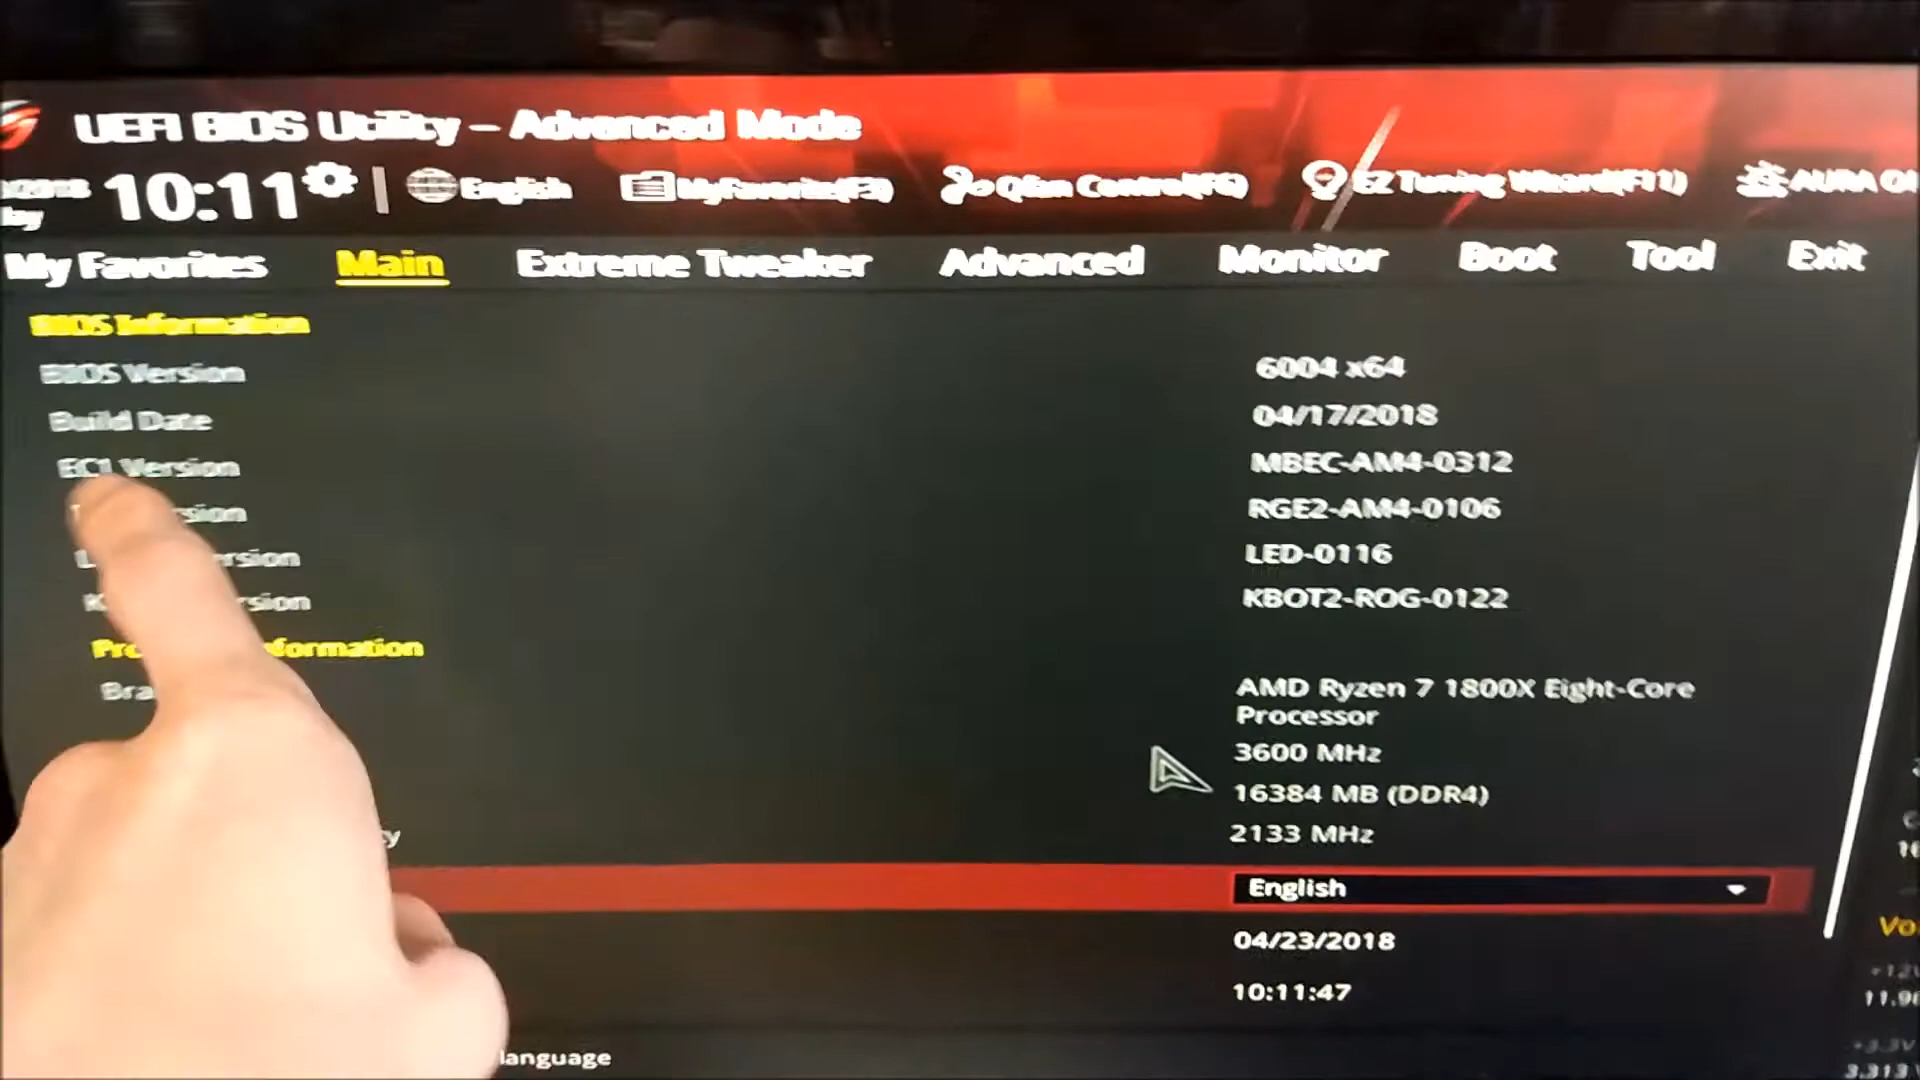 UEFI BIOS Utility – Advanced Mode
10:11 English MyFavorite(F3) Qfan Control(F6) EZ Tuning Wizard(F11) AURA
My Favorites Main Extreme Tweaker Advanced Monitor Boot Tool Exit
BIOS Information
BIOS Version 6004 x64
Build Date 04/17/2018
EC1 Version MBEC-AM4-0312
RGE2-AM4-0106
LED-0116
KBOT2-ROG-0122
AMD Ryzen 7 1800X Eight-Core
Processor
3600 MHz
16384 MB (DDR4)
2133 MHz
English
04/23/2018
10:11:47
language